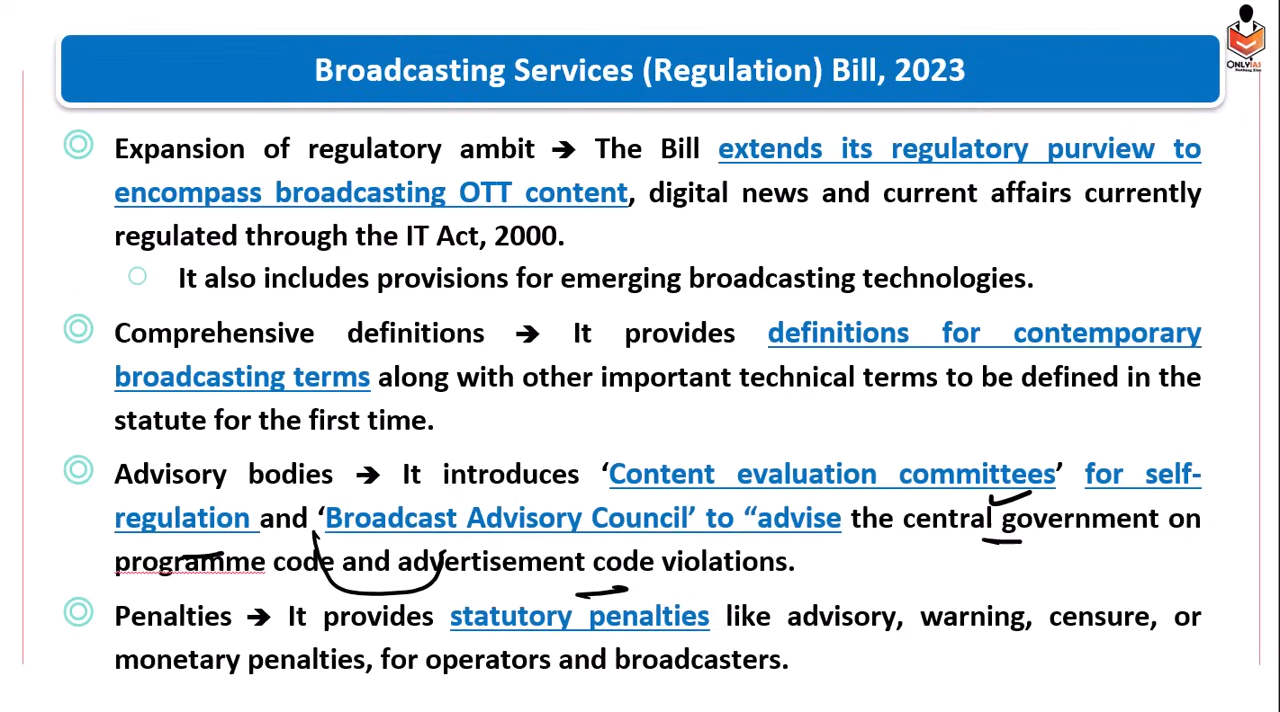 Broadcasting Services (Regulation) Bill, 2023
ONLYIAS
Nothing Else
Expansion of regulatory ambit ➔ The Bill extends its regulatory purview to
encompass broadcasting OTT content, digital news and current affairs currently
regulated through the IT Act, 2000.
It also includes provisions for emerging broadcasting technologies.
Comprehensive definitions ➔ It provides definitions for contemporary
broadcasting terms along with other important technical terms to be defined in the
statute for the first time.
Advisory bodies ➔ It introduces ‘Content evaluation committees’ for self-
regulation and ‘Broadcast Advisory Council’ to “advise the central government on
programme code and advertisement code violations.
Penalties ➔ It provides statutory penalties like advisory, warning, censure, or
monetary penalties, for operators and broadcasters.